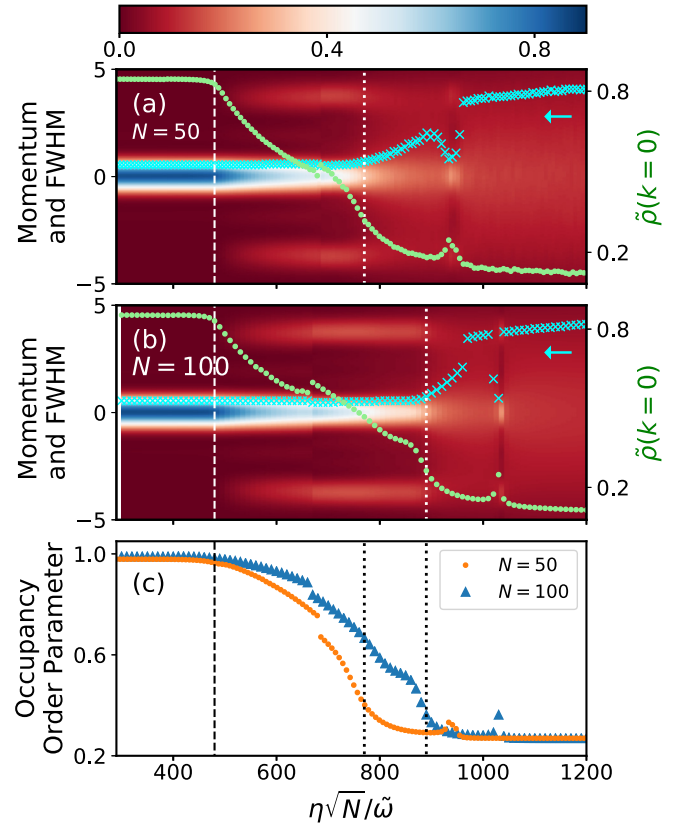 0.0 0.4 0.8
5
0
−5
Momentum
and FWHM
(a)
N = 50
0.8
0.2
ρ̃(k = 0)
5
0
−5
Momentum
and FWHM
(b)
N = 100
0.8
0.2
ρ̃(k = 0)
1.0
0.6
0.2
Occupancy
Order Parameter
(c)
N = 50
N = 100
400 600 800 1000 1200
η√N/ω̃